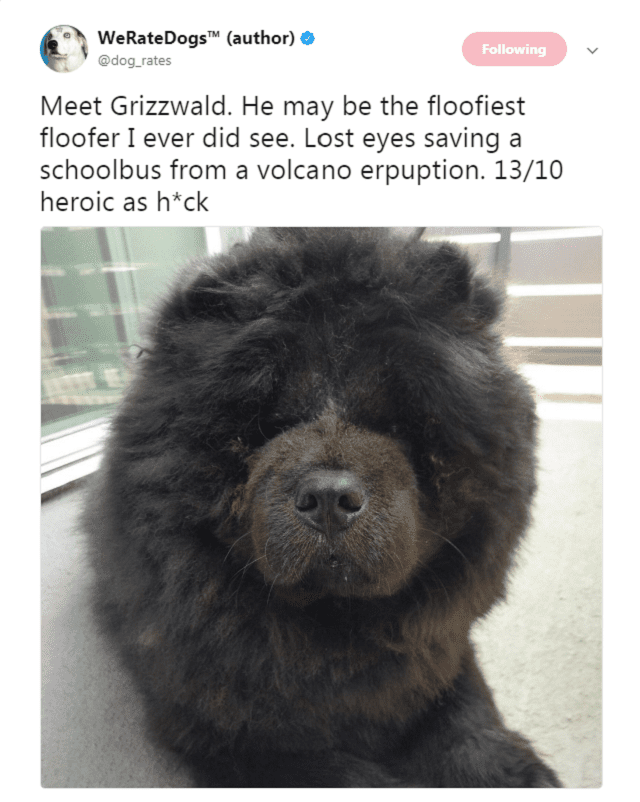 WeRateDogs™ (author)
@dog_rates
Following
Meet Grizzwald. He may be the floofiest
floofer I ever did see. Lost eyes saving a
schoolbus from a volcano erpuption. 13/10
heroic as h*ck